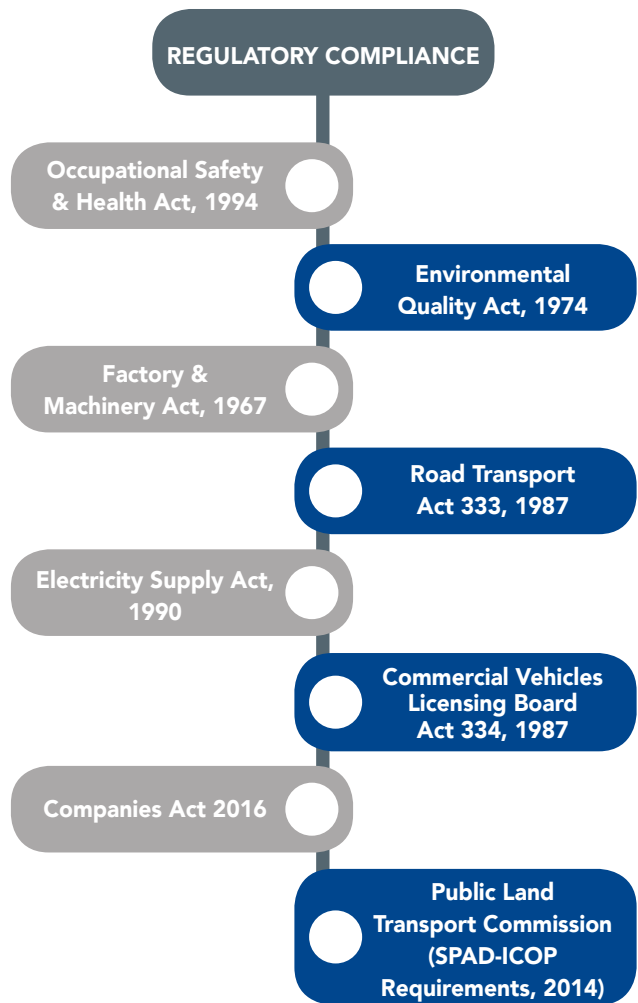 REGULATORY COMPLIANCE
Occupational Safety
& Health Act, 1994
Environmental
Quality Act, 1974
Factory &
Machinery Act, 1967
Road Transport
Act 333, 1987
Electricity Supply Act,
1990
Commercial Vehicles
Licensing Board
Act 334, 1987
Companies Act 2016
Public Land
Transport Commission
(SPAD-ICOP
Requirements, 2014)